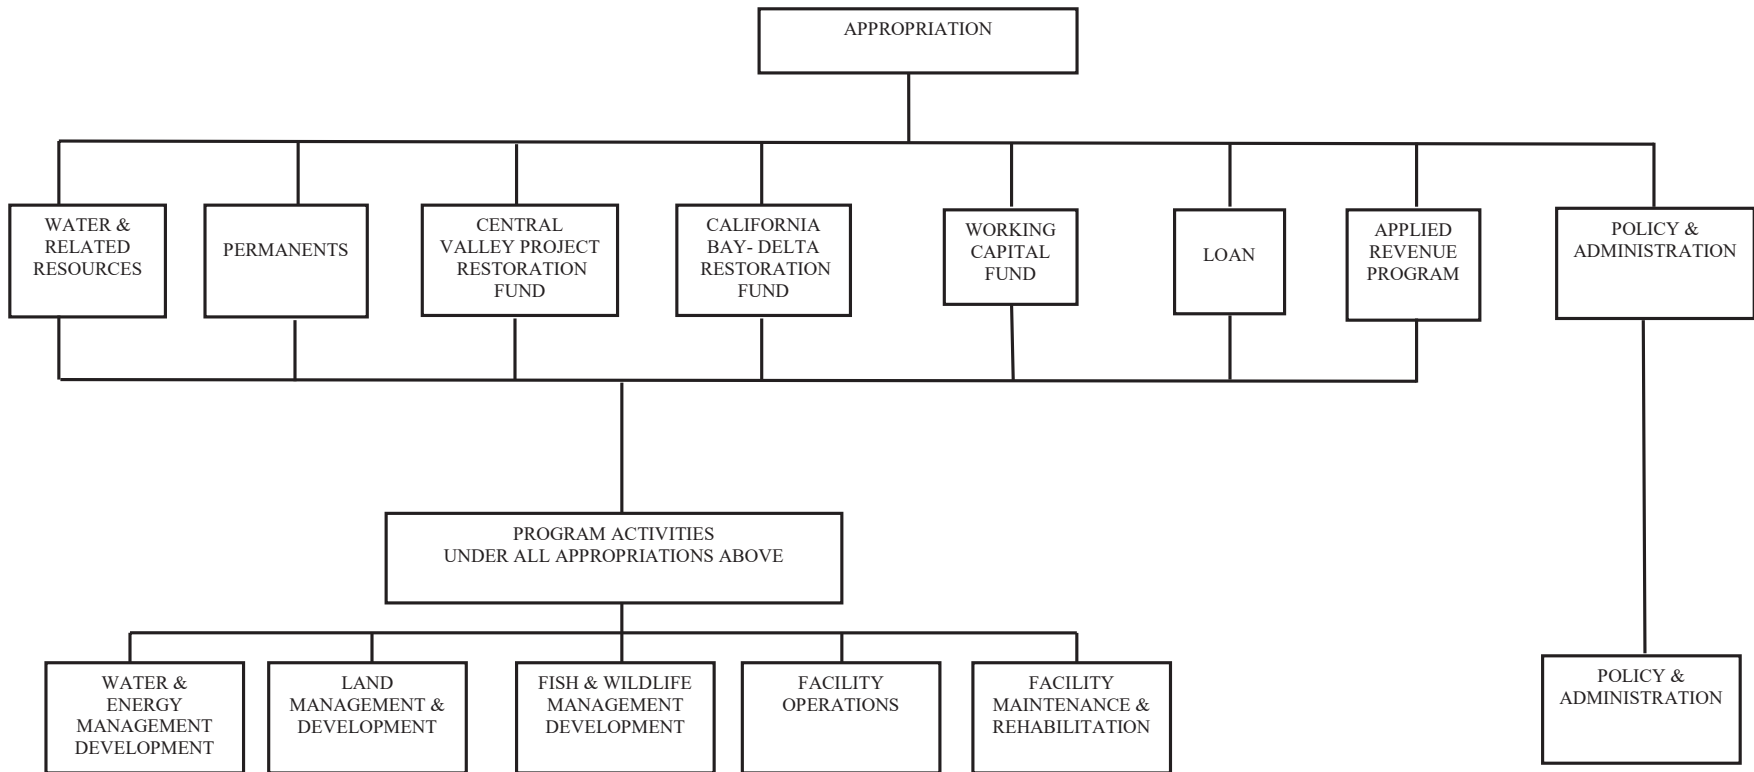 APPROPRIATION
WATER &
RELATED
RESOURCES
PERMANENTS
CENTRAL
VALLEY PROJECT
RESTORATION
FUND
CALIFORNIA
BAY- DELTA
RESTORATION
FUND
WORKING
CAPITAL
FUND
LOAN
APPLIED
REVENUE
PROGRAM
POLICY &
ADMINISTRATION
PROGRAM ACTIVITIES
UNDER ALL APPROPRIATIONS ABOVE
WATER &
ENERGY
MANAGEMENT
DEVELOPMENT
LAND
MANAGEMENT &
DEVELOPMENT
FISH & WILDLIFE
MANAGEMENT
DEVELOPMENT
FACILITY
OPERATIONS
FACILITY
MAINTENANCE &
REHABILITATION
POLICY &
ADMINISTRATION